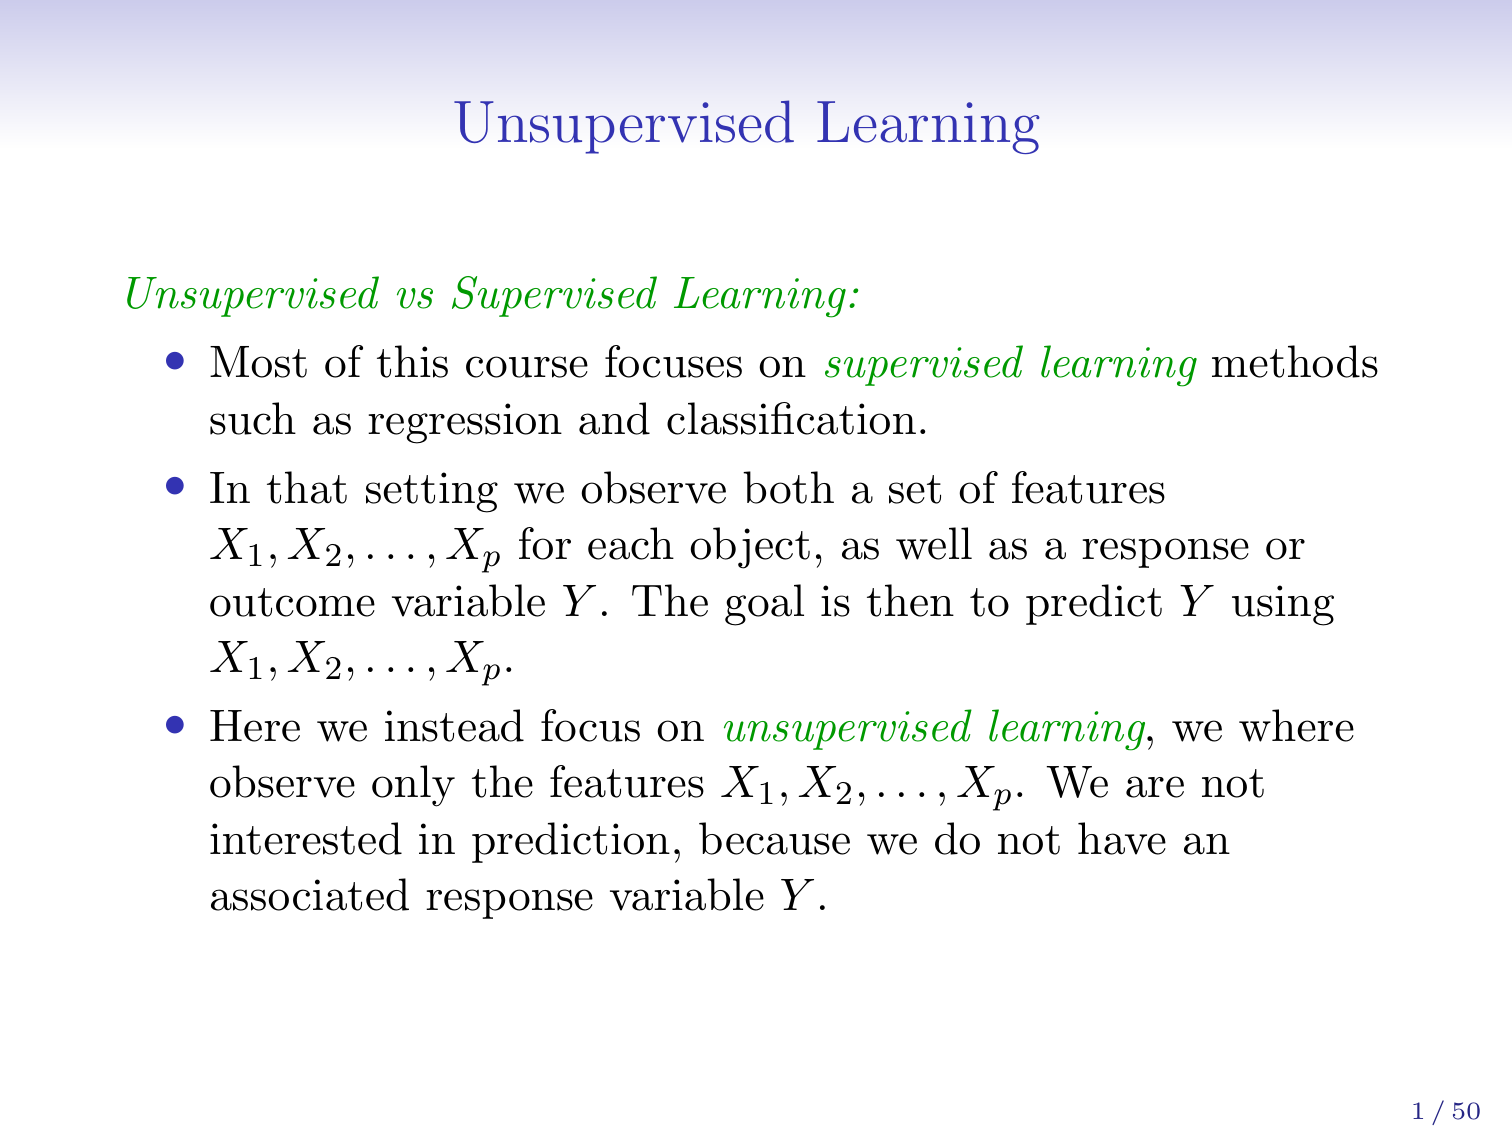 Unsupervised Learning
Unsupervised vs Supervised Learning:
• Most of this course focuses on supervised learning methods
such as regression and classification.
• In that setting we observe both a set of features
X₁, X₂, . . . , Xₚ for each object, as well as a response or
outcome variable Y. The goal is then to predict Y using
X₁, X₂, . . . , Xₚ.
• Here we instead focus on unsupervised learning, we where
observe only the features X₁, X₂, . . . , Xₚ. We are not
interested in prediction, because we do not have an
associated response variable Y.
1 / 50